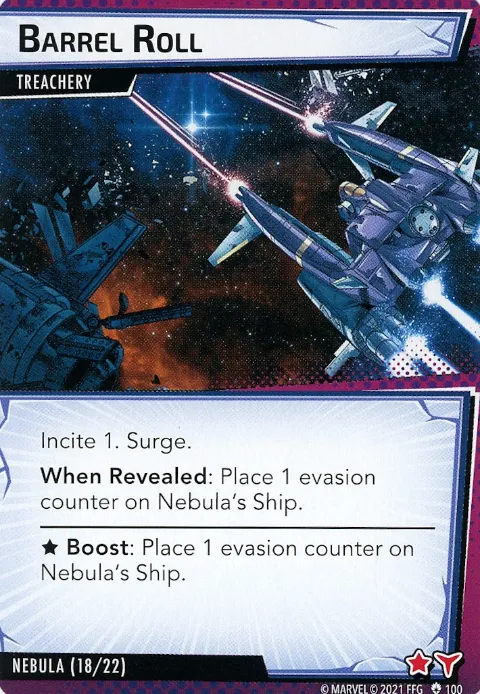 BARREL ROLL
TREACHERY
Incite 1. Surge.
When Revealed: Place 1 evasion
counter on Nebula's Ship.
★ Boost: Place 1 evasion counter on
Nebula's Ship.
NEBULA (18/22)
© MARVEL © 2021 FFG 100